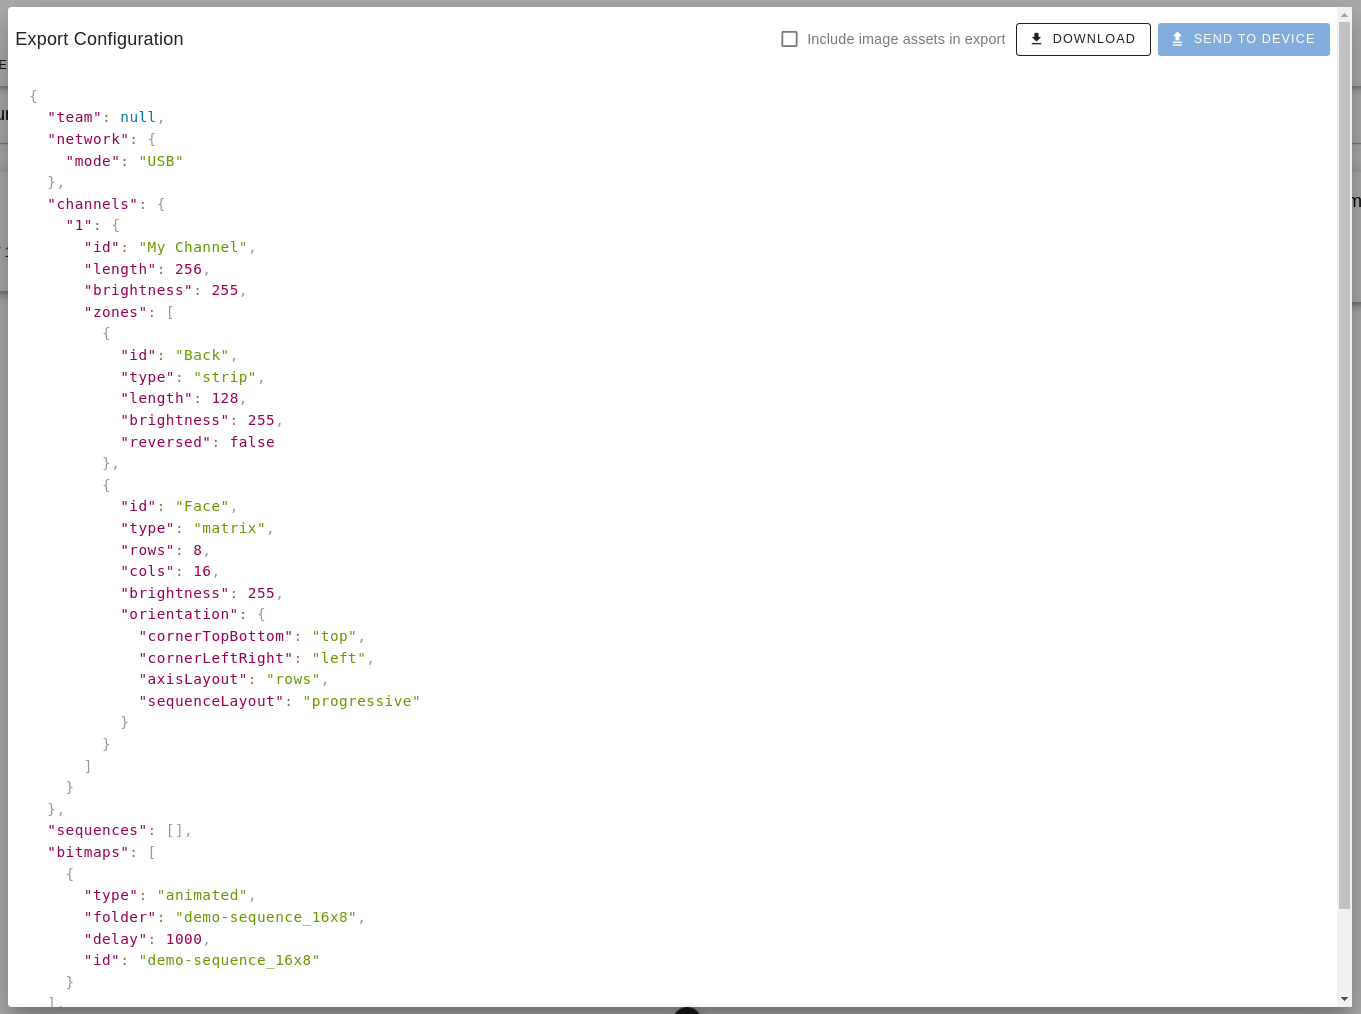 Export Configuration
Include image assets in export
DOWNLOAD
SEND TO DEVICE
{
"team": null,
"network": {
"mode": "USB"
},
"channels": {
"1": {
"id": "My Channel",
"length": 256,
"brightness": 255,
"zones": [
{
"id": "Back",
"type": "strip",
"length": 128,
"brightness": 255,
"reversed": false
},
{
"id": "Face",
"type": "matrix",
"rows": 8,
"cols": 16,
"brightness": 255,
"orientation": {
"cornerTopBottom": "top",
"cornerLeftRight": "left",
"axisLayout": "rows",
"sequenceLayout": "progressive"
}
}
]
}
},
"sequences": [],
"bitmaps": [
{
"type": "animated",
"folder": "demo-sequence_16x8",
"delay": 1000,
"id": "demo-sequence_16x8"
}
],